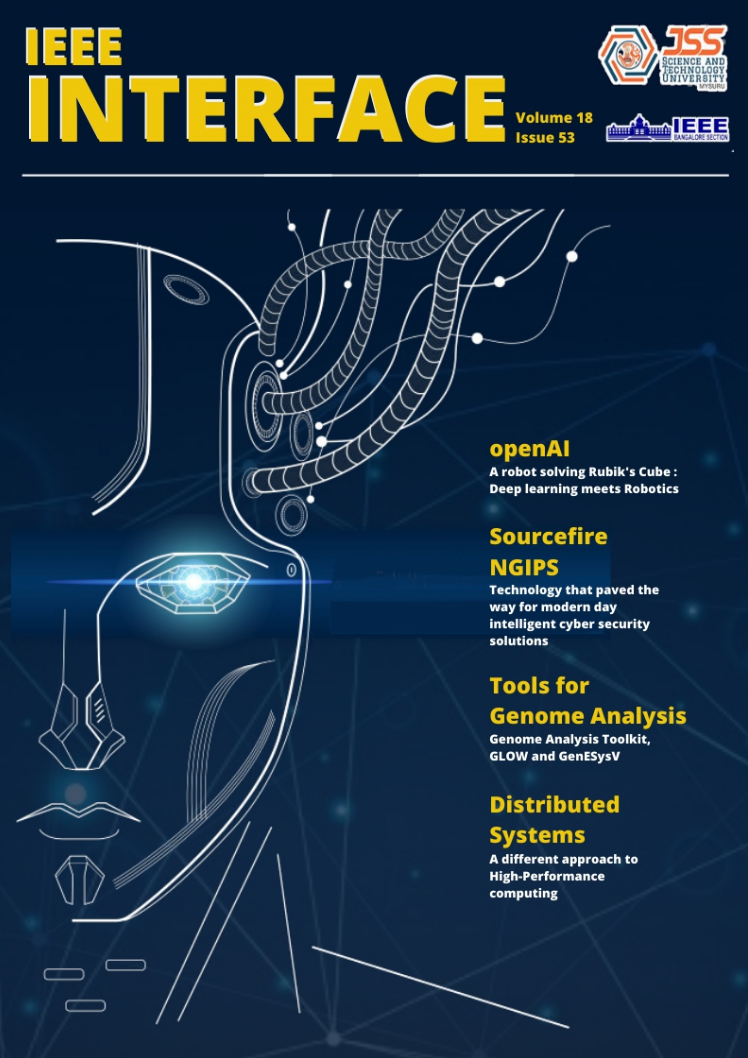 IEEE
INTERFACE
Volume 18
Issue 53
JSS
SCIENCE AND
TECHNOLOGY
UNIVERSITY
MYSURU
IEEE
BANGALORE SECTION
openAI
A robot solving Rubik's Cube :
Deep learning meets Robotics
Sourcefire
NGIPS
Technology that paved the
way for modern day
intelligent cyber security
solutions
Tools for
Genome Analysis
Genome Analysis Toolkit,
GLOW and GenESysV
Distributed
Systems
A different approach to
High-Performance
computing